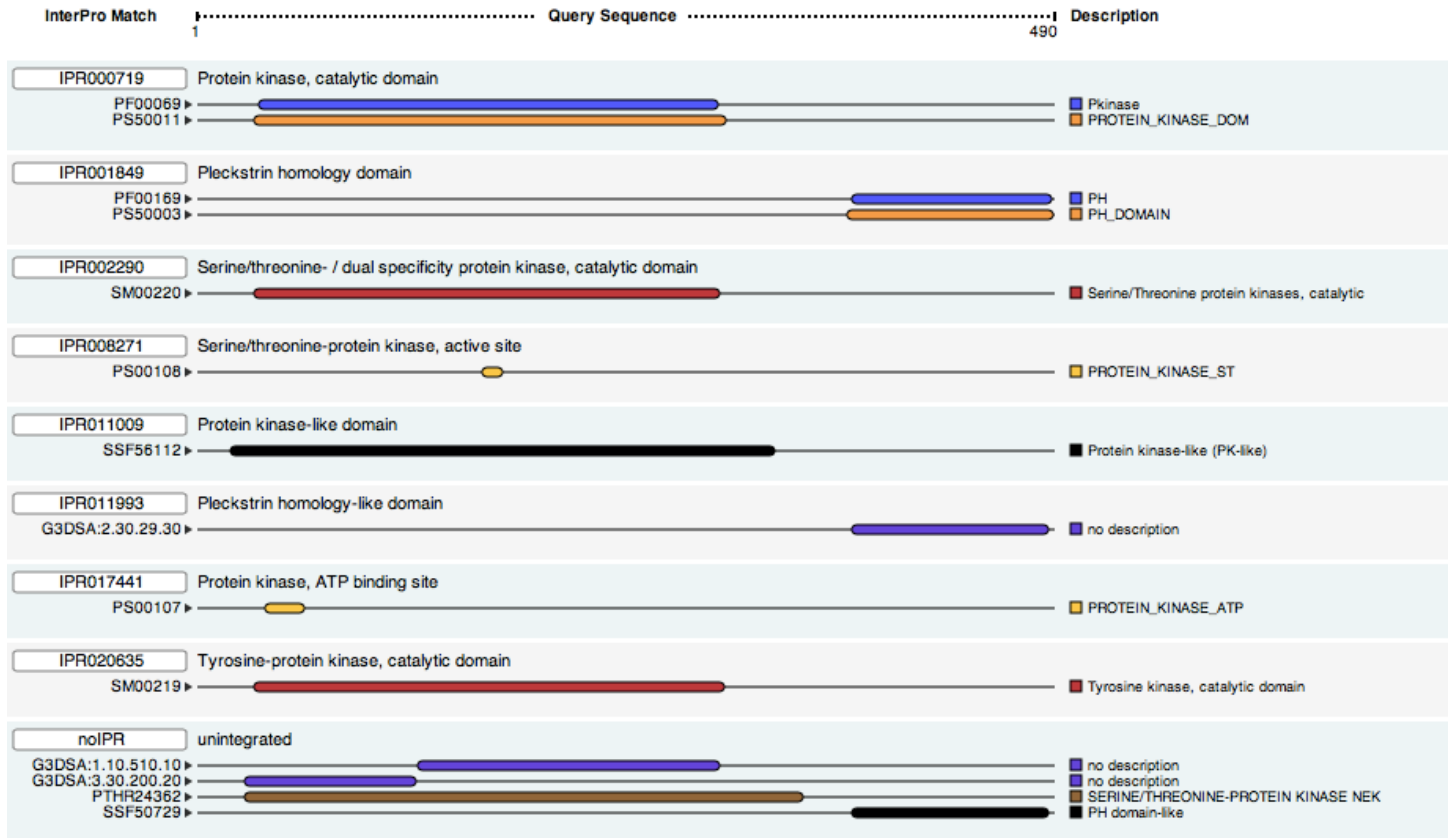 InterPro Match Query Sequence Description
1 490
IPR000719 Protein kinase, catalytic domain
PF00069 Pkinase
PS50011 PROTEIN_KINASE_DOM
IPR001849 Pleckstrin homology domain
PF00169 PH
PS50003 PH_DOMAIN
IPR002290 Serine/threonine- / dual specificity protein kinase, catalytic domain
SM00220 Serine/Threonine protein kinases, catalytic
IPR008271 Serine/threonine-protein kinase, active site
PS00108 PROTEIN_KINASE_ST
IPR011009 Protein kinase-like domain
SSF56112 Protein kinase-like (PK-like)
IPR011993 Pleckstrin homology-like domain
G3DSA:2.30.29.30 no description
IPR017441 Protein kinase, ATP binding site
PS00107 PROTEIN_KINASE_ATP
IPR020635 Tyrosine-protein kinase, catalytic domain
SM00219 Tyrosine kinase, catalytic domain
noIPR unintegrated
G3DSA:1.10.510.10 no description
G3DSA:3.30.200.20 no description
PTHR24362 SERINE/THREONINE-PROTEIN KINASE NEK
SSF50729 PH domain-like